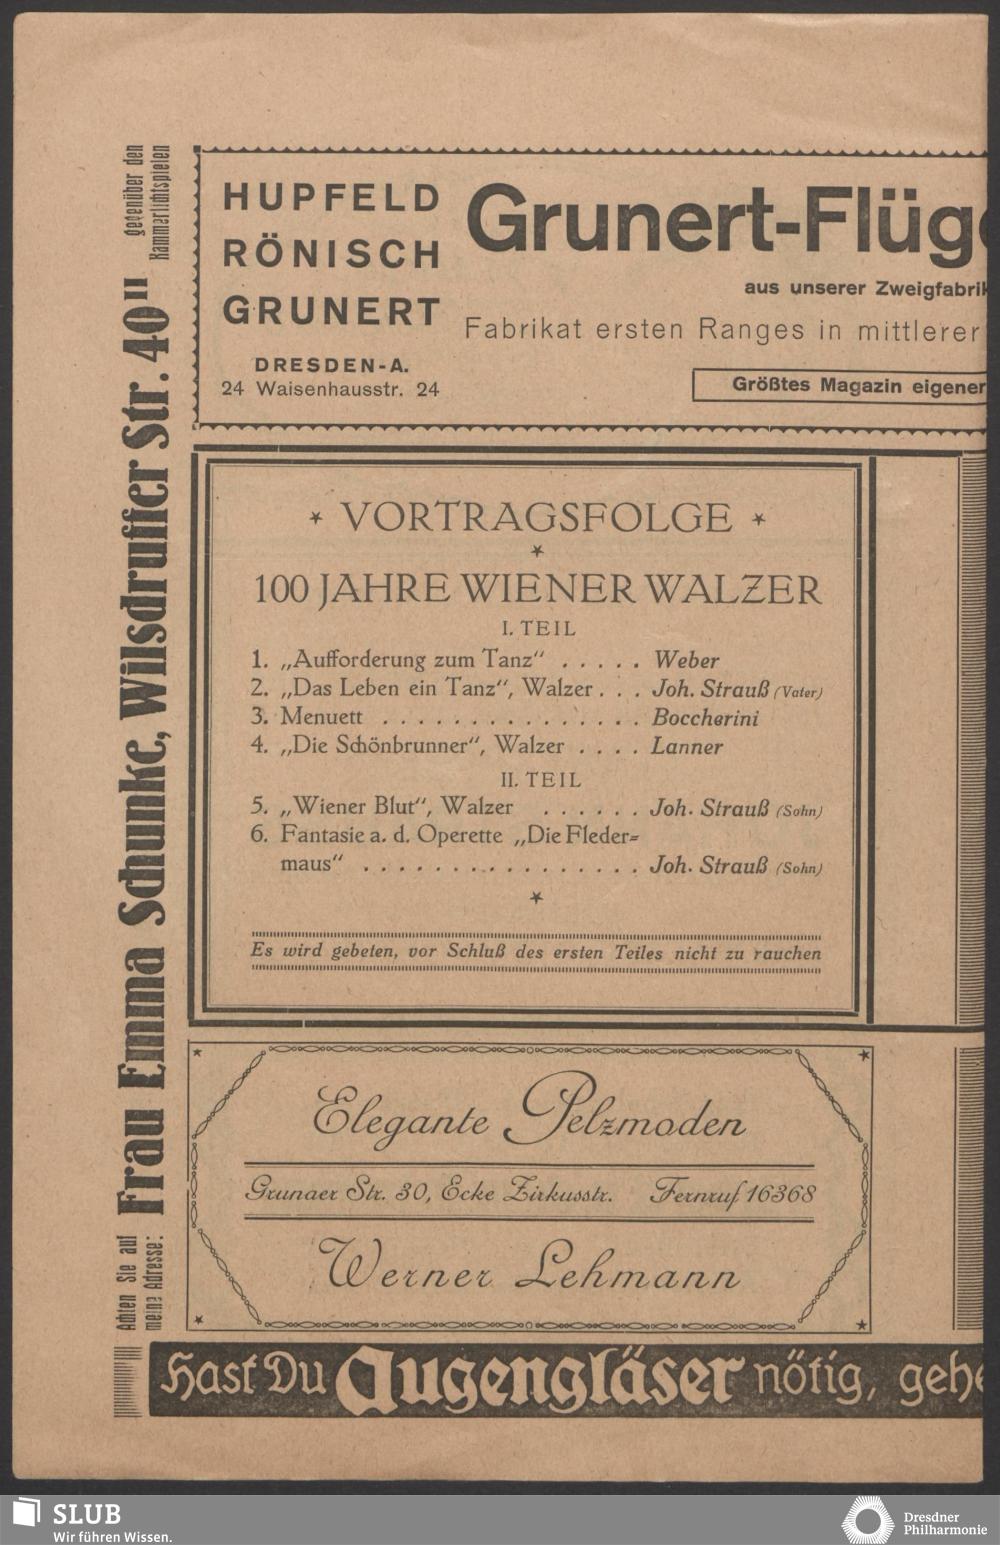 gegenüber den
Kammerlichtspielen
Frau Emma Schunke, Wilsdruffer Str. 40"
Achten Sie auf
meine Adresse:
HUPFELD
RÖNISCH
GRUNERT
DRESDEN-A.
24 Waisenhausstr. 24
Grunert-Flüge
aus unserer Zweigfabrik
Fabrikat ersten Ranges in mittlerer
Größtes Magazin eigener
* VORTRAGSFOLGE *
*
100 JAHRE WIENER WALZER
I. TEIL
1. „Aufforderung zum Tanz“ . . . . . Weber
2. „Das Leben ein Tanz“, Walzer . . . Joh. Strauß (Vater)
3. Menuett . . . . . . . . . . . . . . . Boccherini
4. „Die Schönbrunner“, Walzer . . . . Lanner
II. TEIL
5. „Wiener Blut“, Walzer . . . . . . Joh. Strauß (Sohn)
6. Fantasie a. d. Operette „Die Fleder=
maus“ . . . . . . . . . . . . . . . . Joh. Strauß (Sohn)
*
Es wird gebeten, vor Schluß des ersten Teiles nicht zu rauchen
Elegante Pelzmoden
Grunaer Str. 30, Ecke Zirkusstr. Fernruf 16368
Werner Lehmann
Hast Du Augengläser nötig, gehe
SLUB
Wir führen Wissen.
Dresdner
Philharmonie